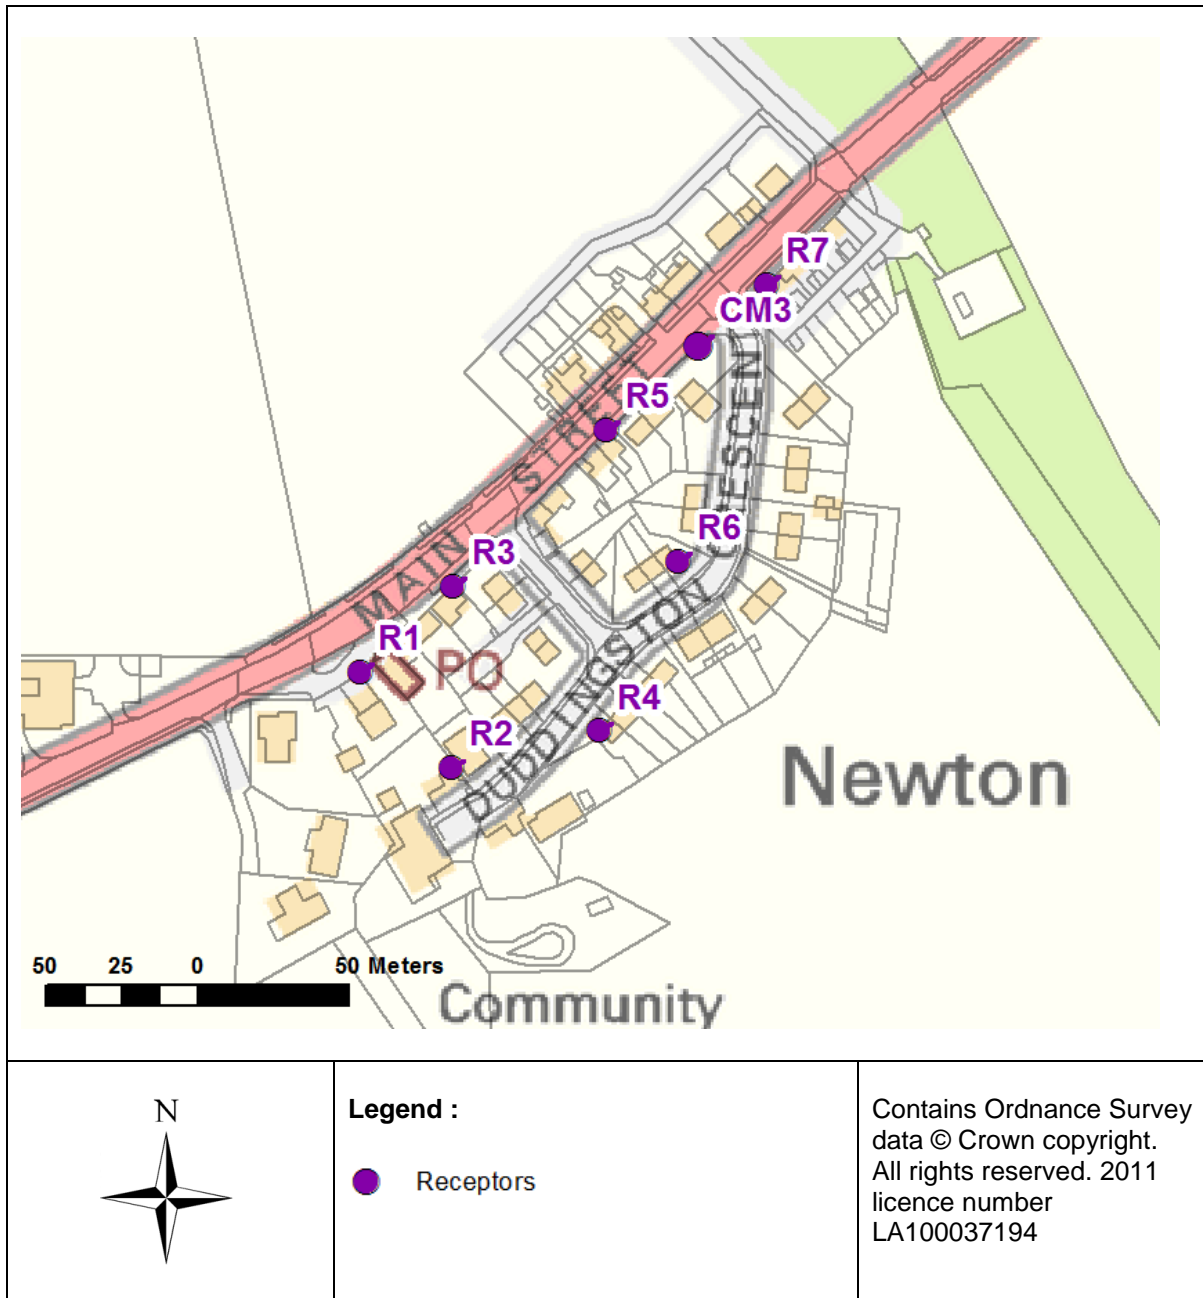 R7
CM3
R5
MAIN STREET
CRESCEN
R6
R3
R1
PO
DUDDINGSTON
R4
R2
Newton
50 25 0 50 Meters
Community
N
Legend :
Receptors
Contains Ordnance Survey
data © Crown copyright.
All rights reserved. 2011
licence number
LA100037194